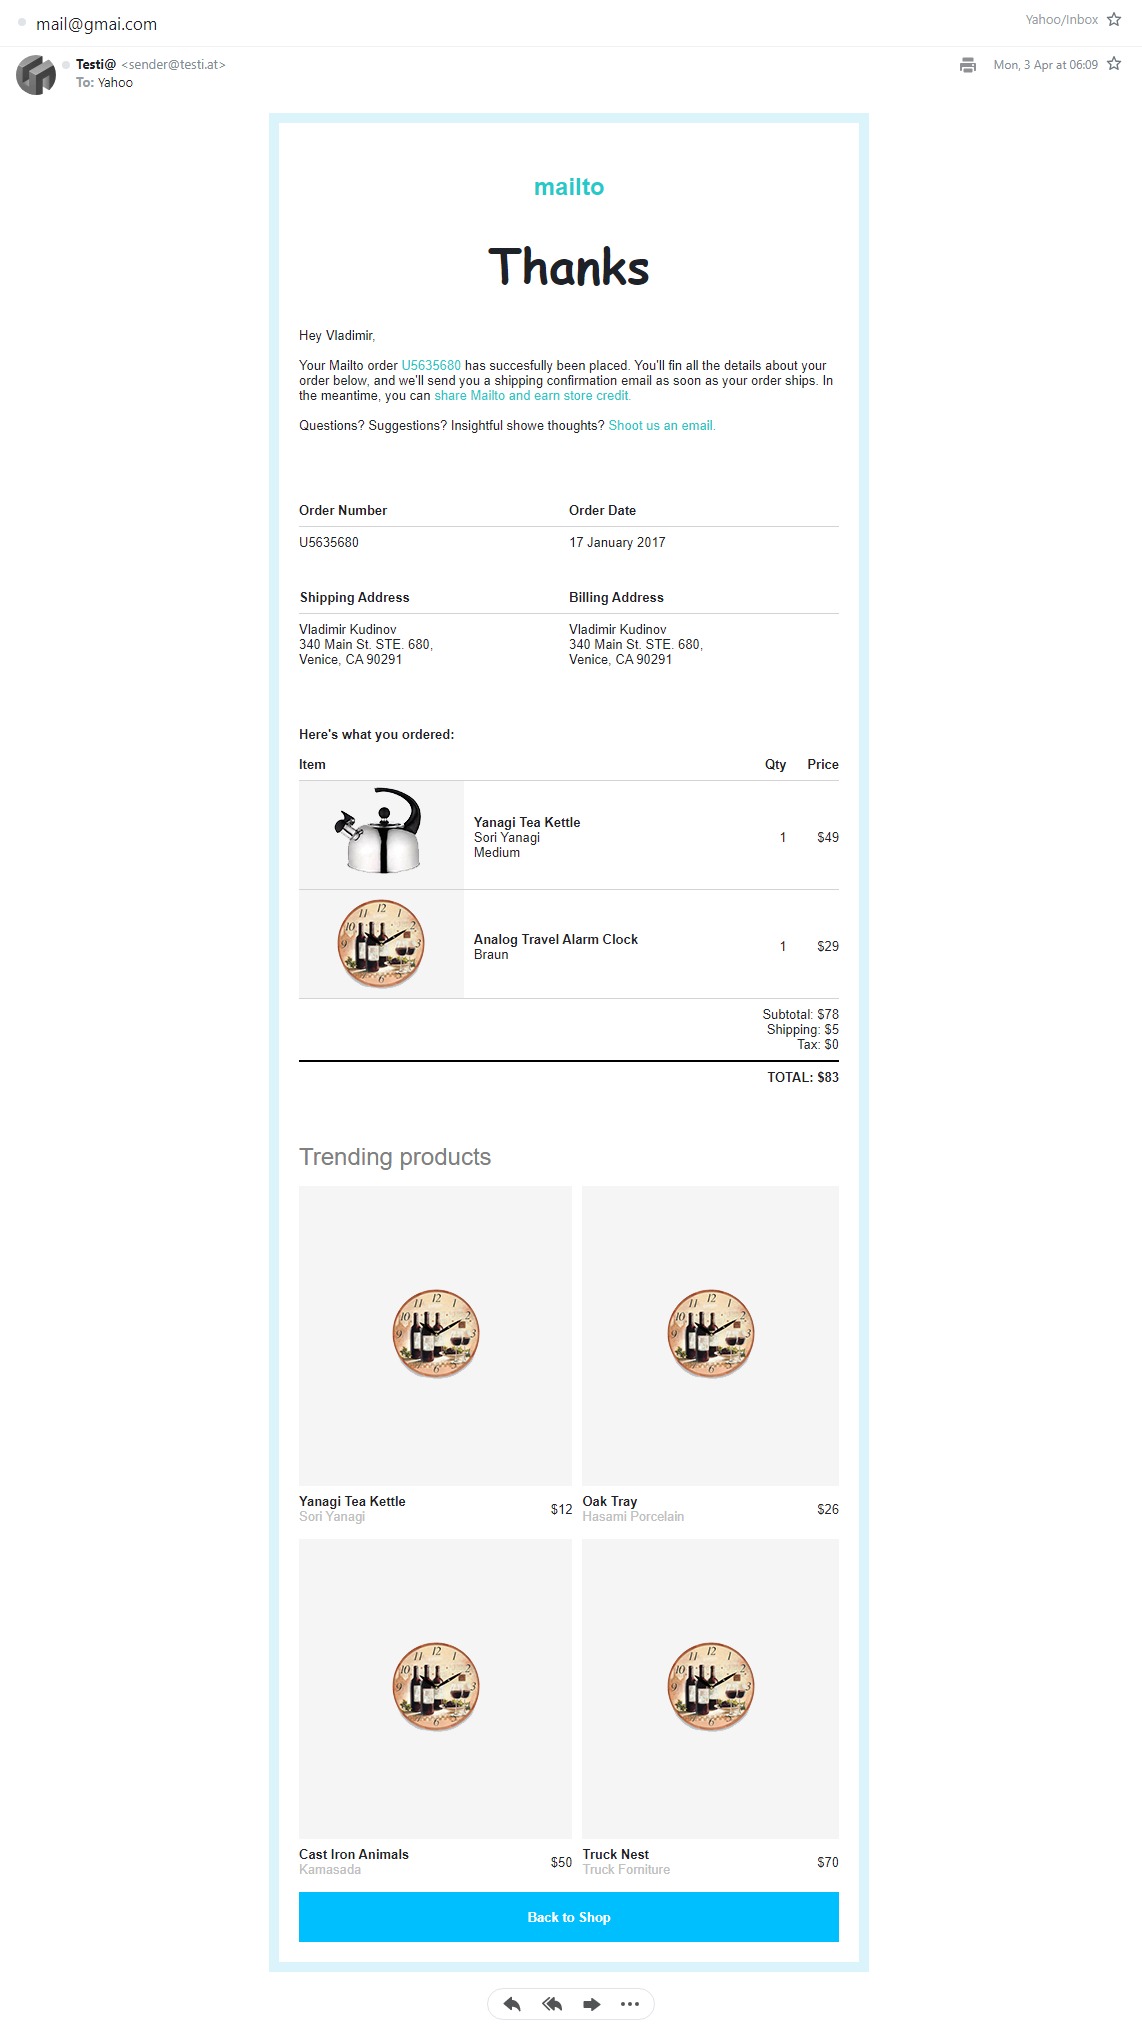 mail@gmai.com
Yahoo/Inbox
Testi@ <sender@testi.at>
Mon, 3 Apr at 06:09
To: Yahoo
mailto
Thanks
Hey Vladimir,
Your Mailto order U5635680 has succesfully been placed. You'll fin all the details about your
order below, and we'll send you a shipping confirmation email as soon as your order ships. In
the meantime, you can share Mailto and earn store credit.
Questions? Suggestions? Insightful showe thoughts? Shoot us an email.
Order Number Order Date
U5635680 17 January 2017
Shipping Address Billing Address
Vladimir Kudinov Vladimir Kudinov
340 Main St. STE. 680, 340 Main St. STE. 680,
Venice, CA 90291 Venice, CA 90291
Here's what you ordered:
Item Qty Price
Yanagi Tea Kettle
Sori Yanagi 1 $49
Medium
Analog Travel Alarm Clock
Braun
1 $29
Subtotal: $78
Shipping: $5
Tax: $0
TOTAL: $83
Trending products
Yanagi Tea Kettle
Sori Yanagi
$12
Oak Tray
Hasami Porcelain
$26
Cast Iron Animals
Kamasada
$50
Truck Nest
Truck Forniture
$70
Back to Shop